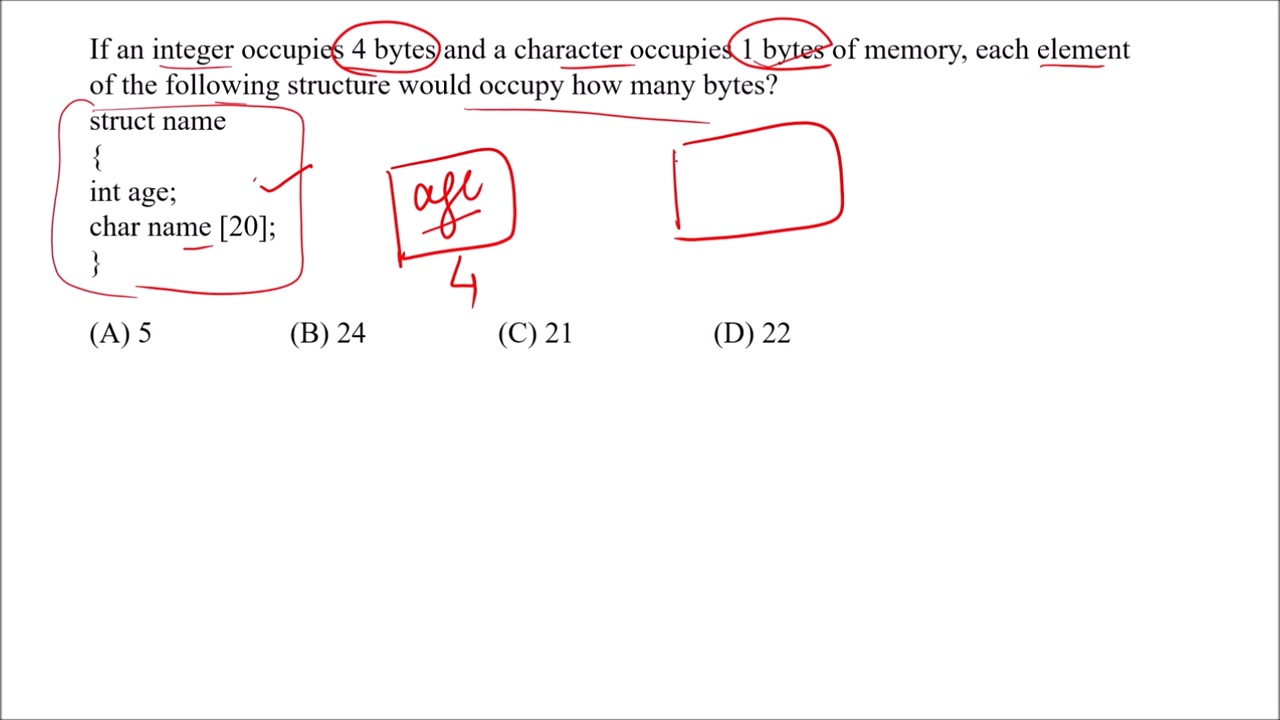 If an integer occupies 4 bytes and a character occupies 1 bytes of memory, each element
of the following structure would occupy how many bytes?
struct name
{
int age;
char name [20];
}
age
4
(A) 5 (B) 24 (C) 21 (D) 22